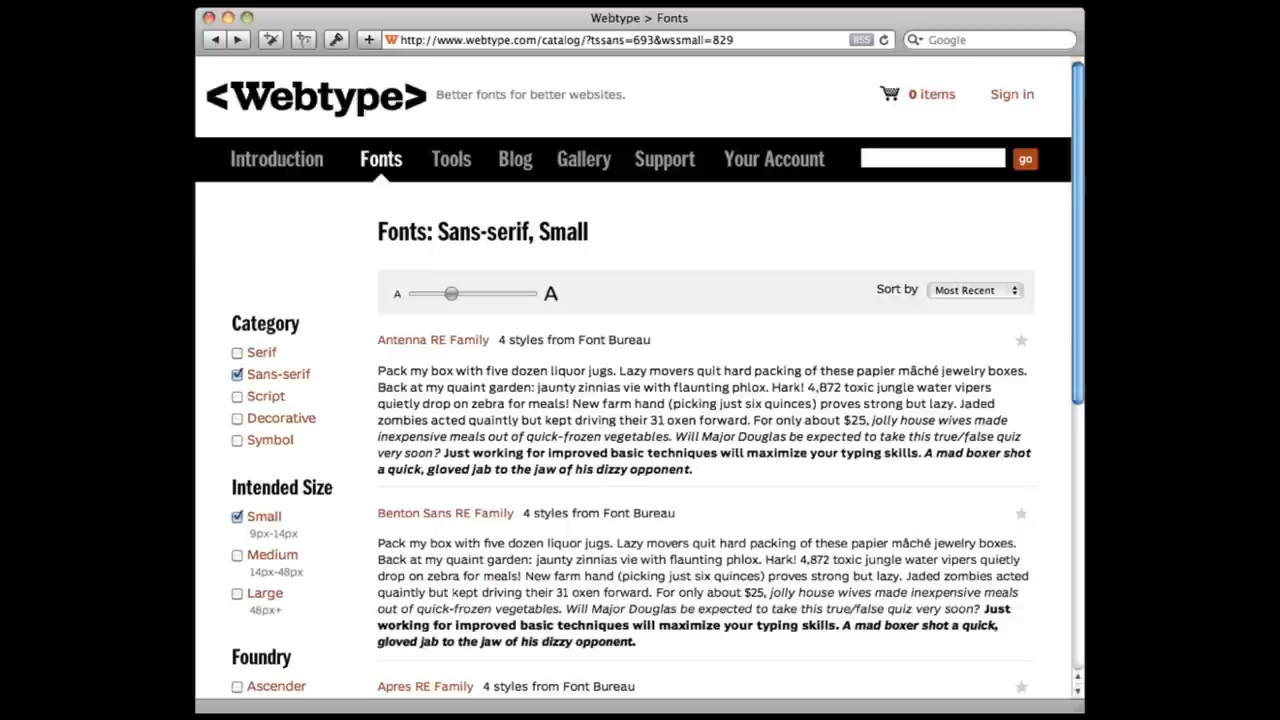 Webtype > Fonts
http://www.webtype.com/catalog/?tssans=693&wssmall=829
RSS
Google
<Webtype>
Better fonts for better websites.
0 items
Sign in
Introduction
Fonts
Tools
Blog
Gallery
Support
Your Account
go
Fonts: Sans-serif, Small
A
A
Sort by
Most Recent
Category
Serif
Sans-serif
Script
Decorative
Symbol
Intended Size
Small
9px-14px
Medium
14px-48px
Large
48px+
Foundry
Ascender
Antenna RE Family 4 styles from Font Bureau
Pack my box with five dozen liquor jugs. Lazy movers quit hard packing of these papier mâché jewelry boxes.
Back at my quaint garden: jaunty zinnias vie with flaunting phlox. Hark! 4,872 toxic jungle water vipers
quietly drop on zebra for meals! New farm hand (picking just six quinces) proves strong but lazy. Jaded
zombies acted quaintly but kept driving their 31 oxen forward. For only about $25, jolly house wives made
inexpensive meals out of quick-frozen vegetables. Will Major Douglas be expected to take this true/false quiz
very soon? Just working for improved basic techniques will maximize your typing skills. A mad boxer shot
a quick, gloved jab to the jaw of his dizzy opponent.
Benton Sans RE Family 4 styles from Font Bureau
Pack my box with five dozen liquor jugs. Lazy movers quit hard packing of these papier mâché jewelry boxes.
Back at my quaint garden: jaunty zinnias vie with flaunting phlox. Hark! 4,872 toxic jungle water vipers quietly
drop on zebra for meals! New farm hand (picking just six quinces) proves strong but lazy. Jaded zombies acted
quaintly but kept driving their 31 oxen forward. For only about $25, jolly house wives made inexpensive meals
out of quick-frozen vegetables. Will Major Douglas be expected to take this true/false quiz very soon? Just
working for improved basic techniques will maximize your typing skills. A mad boxer shot a quick,
gloved jab to the jaw of his dizzy opponent.
Apres RE Family 4 styles from Font Bureau